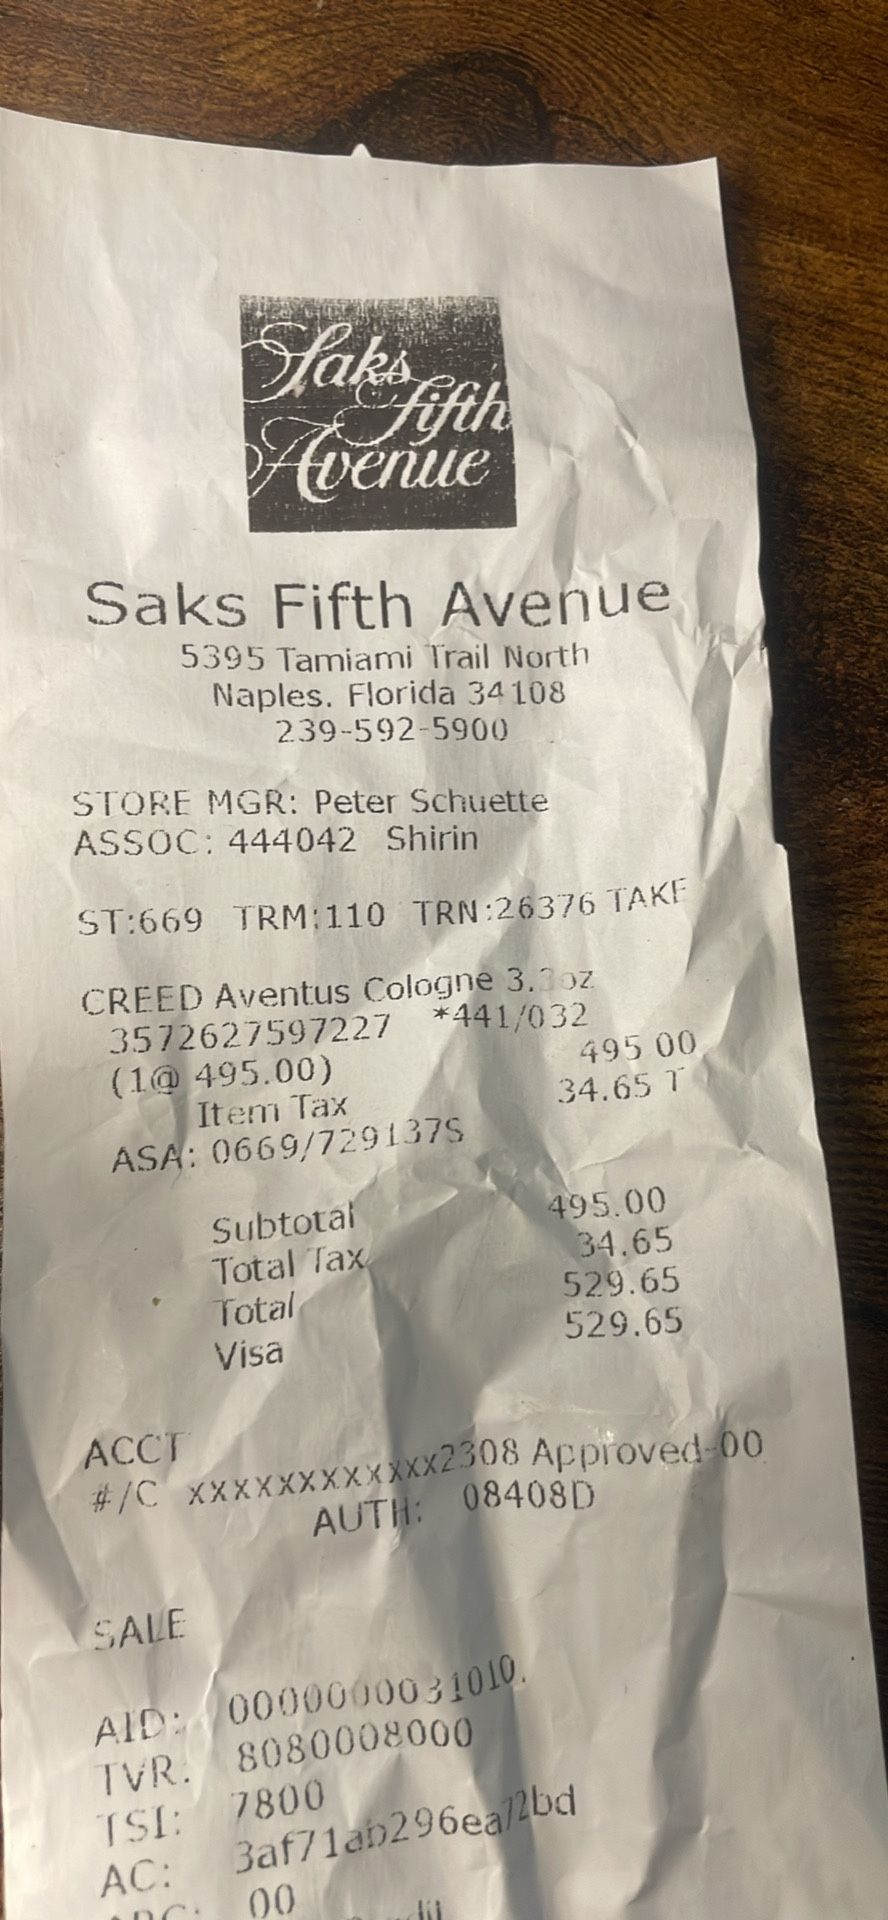 Saks
fifth
Avenue
Saks Fifth Avenue
5395 Tamiami Trail North
Naples. Florida 34108
239-592-5900
STORE MGR: Peter Schuette
ASSOC: 444042 Shirin
ST:669 TRM:110 TRN:26376 TAKE
CREED Aventus Cologne 3.3oz
3572627597227 *441/032
(1@ 495.00) 495 00
Item Tax 34.65 T
ASA: 0669/729137S
Subtotal 495.00
Total Tax 34.65
Total 529.65
Visa 529.65
ACCT
#/C xxxxxxxxxxxx2308 Approved-00
AUTH: 08408D
SALE
AID: 0000000031010.
TVR: 8080008000
TSI: 7800
AC: 3af71ab296ea72bd
00